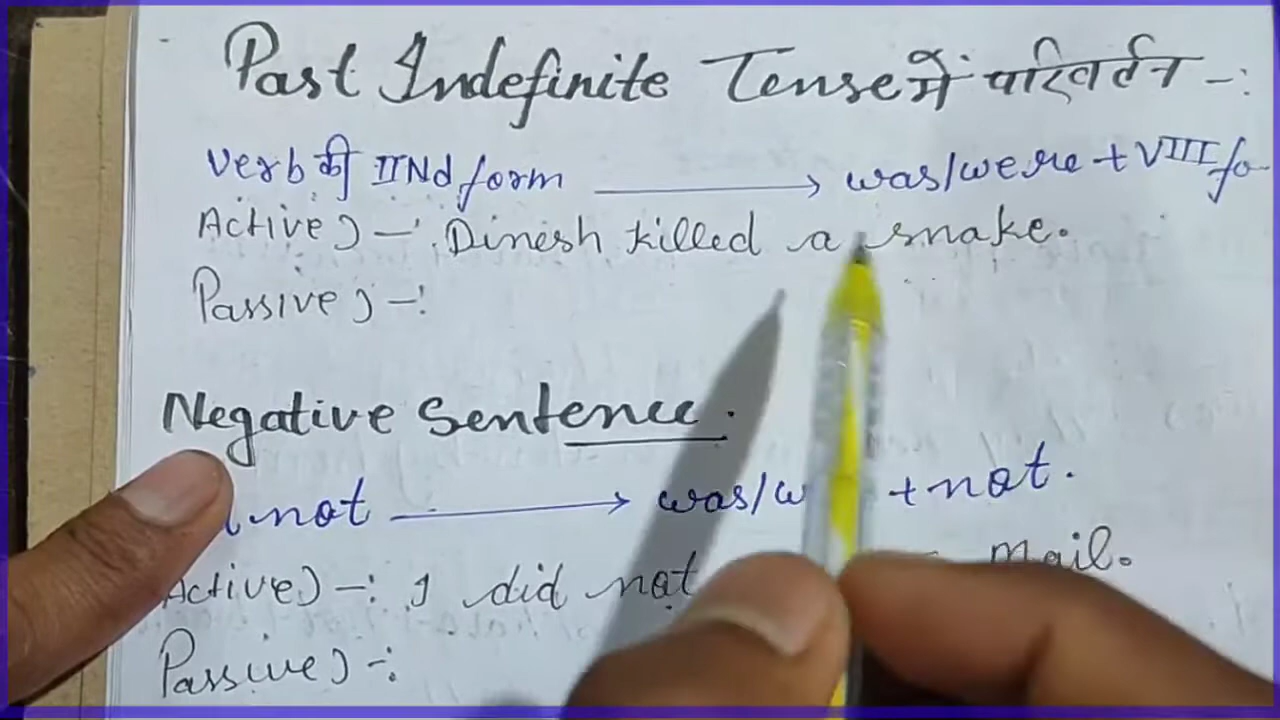 Past Indefinite Tense में परिवर्तन -:
Verb की IINd form → was/were + VIII fo
Active) -: Dinesh killed a snake.
Passive) -:
Negative Sentence.
not → was/w + not.
Active) -: I did not Mail.
Passive) -: